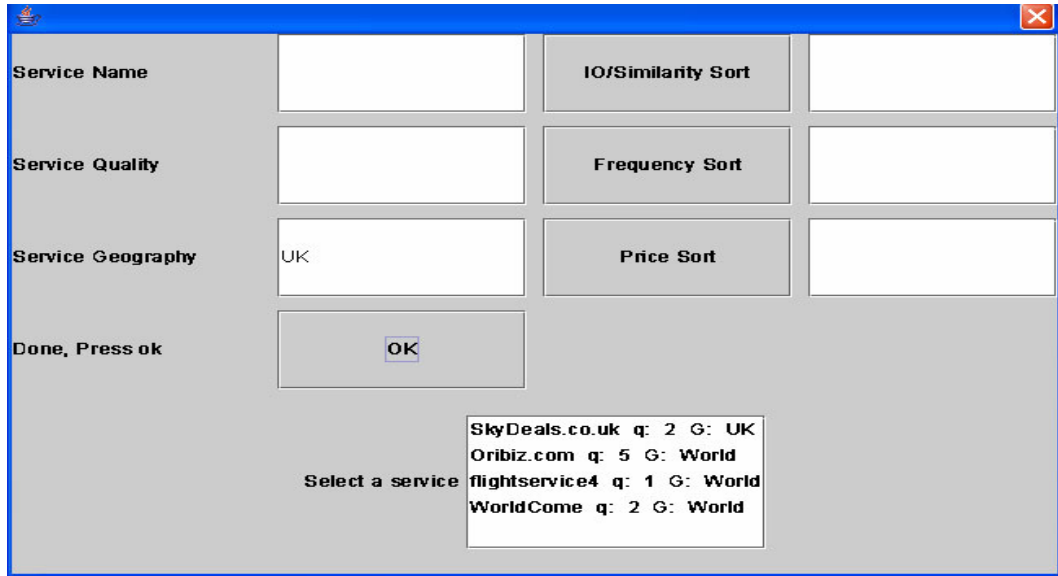 Service Name
IO/Similarity Sort
Service Quality
Frequency Sort
Service Geography
UK
Price Sort
Done, Press ok
OK
Select a service
SkyDeals.co.uk q: 2 G: UK
Oribiz.com q: 5 G: World
flightservice4 q: 1 G: World
WorldCome q: 2 G: World